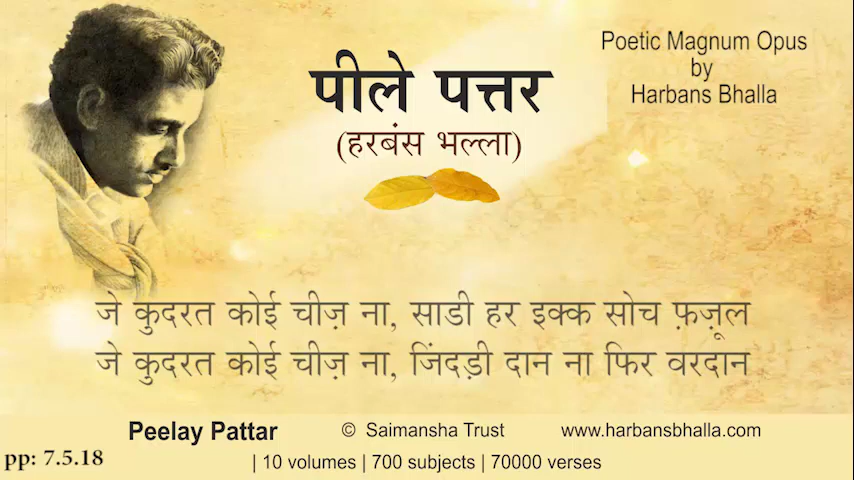 पीले पत्तर
(हरबंस भल्ला)
Poetic Magnum Opus
by
Harbans Bhalla
जे कुदरत कोई चीज़ ना, साडी हर इक्क सोच फ़ज़ूल
जे कुदरत कोई चीज़ ना, जिंदड़ी दान ना फिर वरदान
Peelay Pattar © Saimansha Trust www.harbansbhalla.com
pp: 7.5.18 | 10 volumes | 700 subjects | 70000 verses